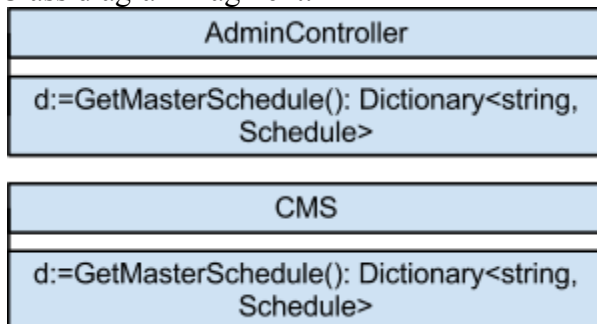 AdminController
d:=GetMasterSchedule(): Dictionary<string,
Schedule>
CMS
d:=GetMasterSchedule(): Dictionary<string,
Schedule>